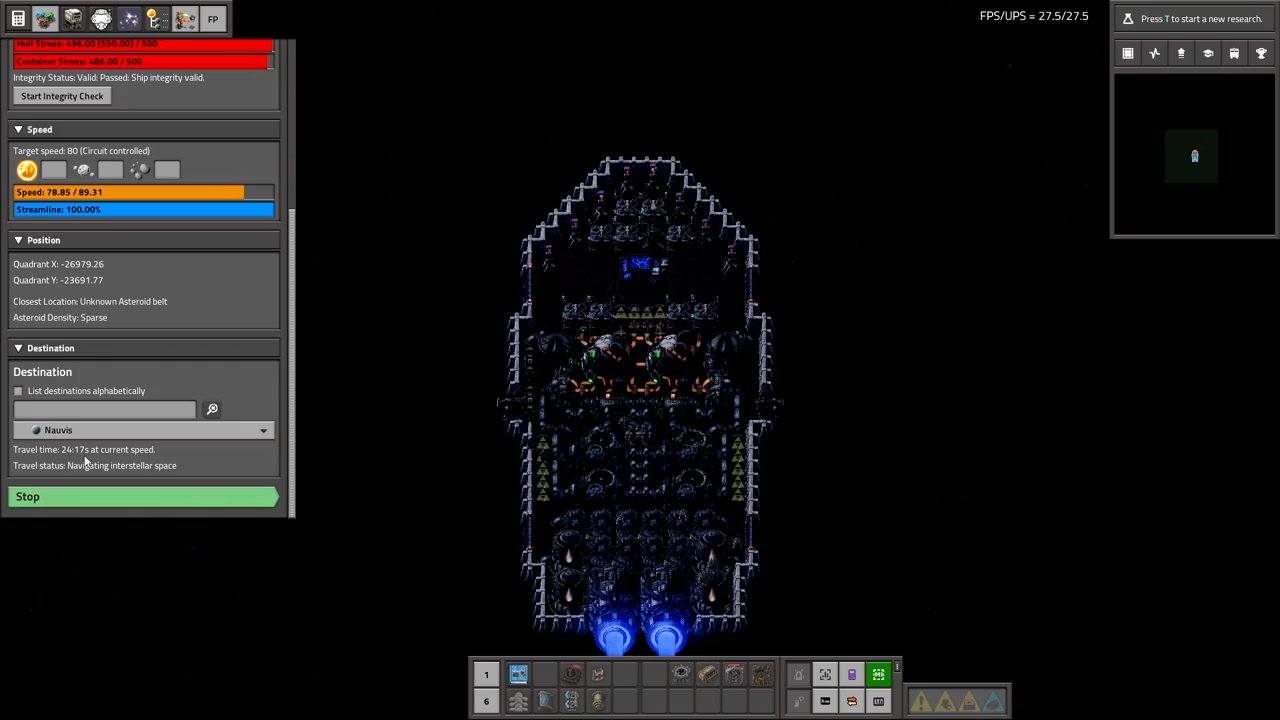 FP
FPS/UPS = 27.5/27.5
Press T to start a new research.
Hull Stress: 496.00 [550.00] / 500
Container Stress: 486.00 / 500
Integrity Status: Valid: Passed: Ship integrity valid.
Start Integrity Check
Speed
Target speed: 80 (Circuit controlled)
Speed: 78.85 / 89.31
Streamline: 100.00%
Position
Quadrant X: -26979.26
Quadrant Y: -23691.77
Closest Location: Unknown Asteroid belt
Asteroid Density: Sparse
Destination
Destination
List destinations alphabetically
Nauvis
Travel time: 24:17s at current speed.
Travel status: Navigating interstellar space
Stop
1
6